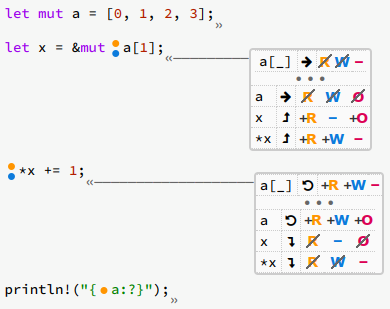 let mut a = [0, 1, 2, 3];»
let x = &mut a[1];«
a[_] → R W –
•••
a → R W O
x ↥ +R – +O
*x ↥ +R +W –
*x += 1;«
a[_] ↺ +R +W –
•••
a ↺ +R +W +O
x ↴ R – O
*x ↴ R W –
println!("{a:?}");»